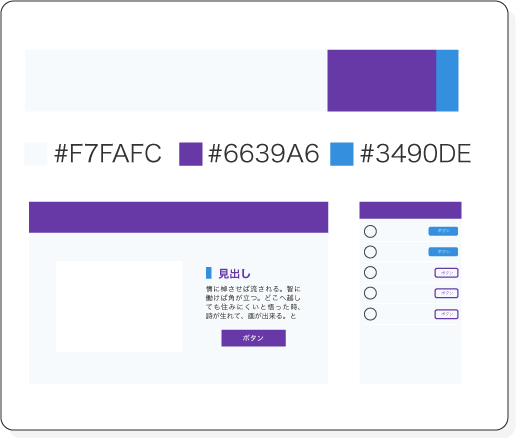 #F7FAFC #6639A6 #3490DE
見出し
情に棹させば流される。智に
働けば角が立つ。どこへ越し
ても住みにくいと悟った時、
詩が生れて、画が出来る。と
ボタン
ボタン
ボタン
ボタン
ボタン
ボタン